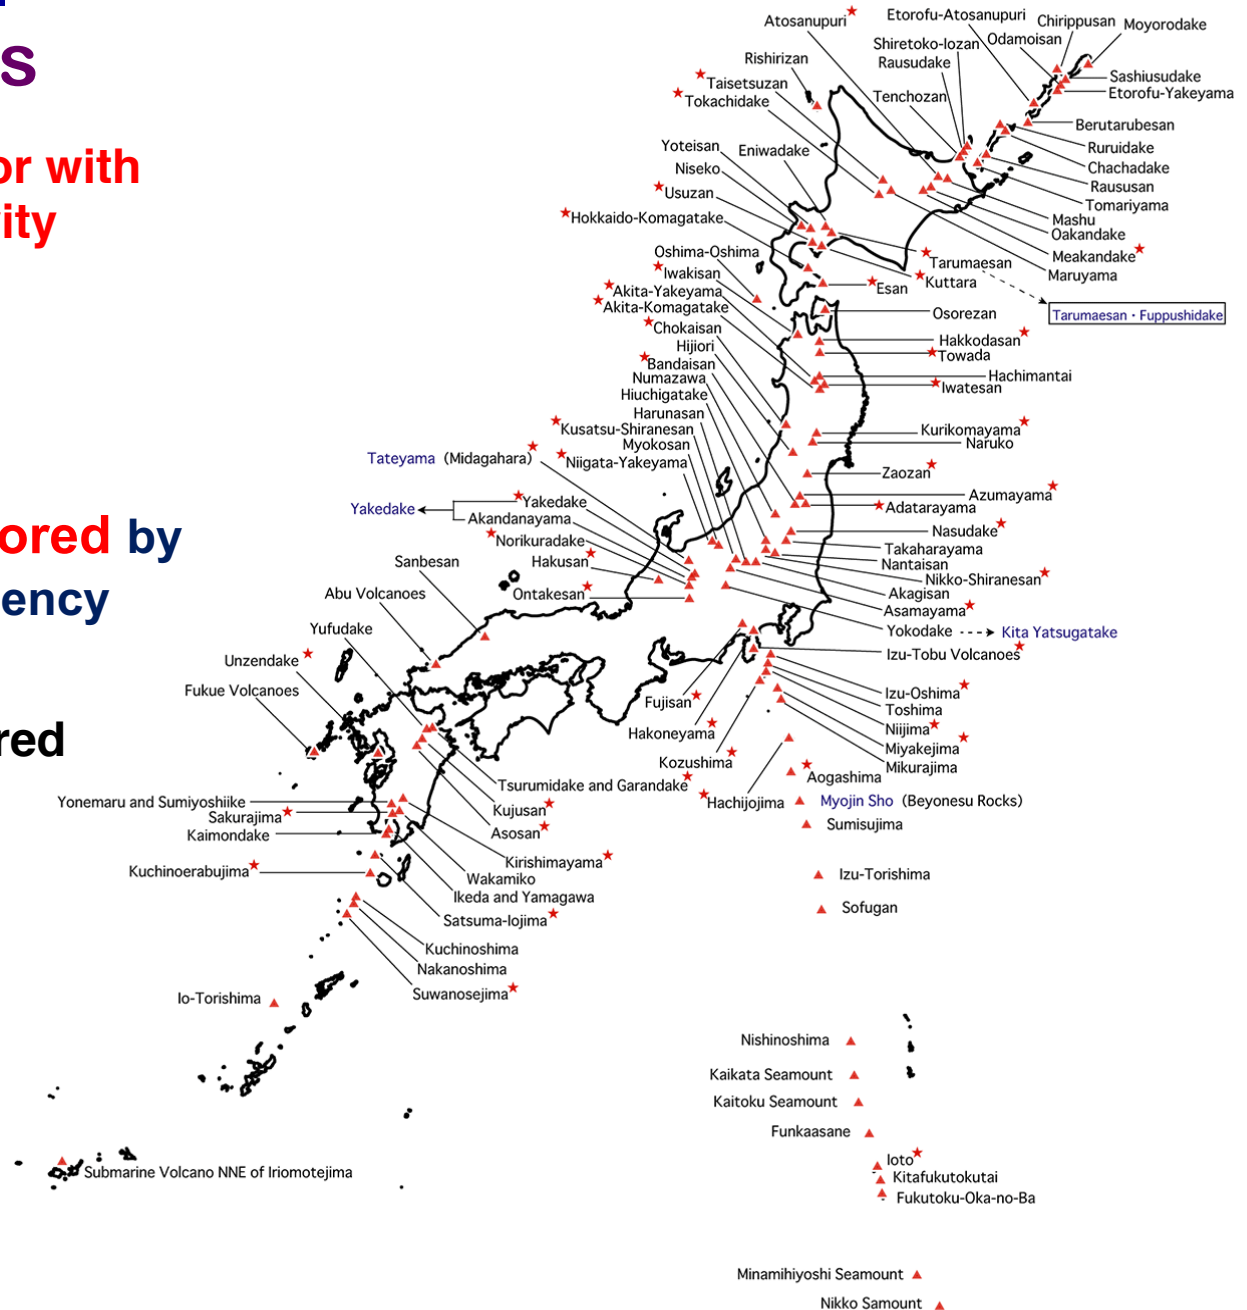 s
or with
ity
ored by
ency
red
Atosanupuri
Etorofu-Atosanupuri
Chirippusan
Moyorodake
Odamoisan
Shiretoko-Iozan
Rausudake
Rishirizan
Taisetsuzan
Tokachidake
Tenchozan
Sashiusudake
Etorofu-Yakeyama
Berutarubesan
Ruruidake
Chachadake
Raususan
Tomariyama
Mashu
Oakandake
Meakandake
Maruyama
Yoteisan
Eniwadake
Niseko
Usuzan
Hokkaido-Komagatake
Oshima-Oshima
Iwakisan
Akita-Yakeyama
Akita-Komagatake
Chokaisan
Hijiori
Bandaisan
Numazawa
Hiuchigatake
Harunasan
Kusatsu-Shiranesan
Myokosan
Niigata-Yakeyama
Tarumaesan
Kuttara
Esan
Tarumaesan・Fuppushidake
Osorezan
Hakkodasan
Towada
Hachimantai
Iwatesan
Kurikomayama
Naruko
Zaozan
Azumayama
Adatarayama
Nasudake
Takaharayama
Nantaisan
Nikko-Shiranesan
Akagisan
Asamayama
Yokodake
Kita Yatsugatake
Izu-Tobu Volcanoes
Tateyama (Midagahara)
Yakedake
Yakedake
Akandanayama
Norikuradake
Hakusan
Ontakesan
Sanbesan
Abu Volcanoes
Yufudake
Unzendake
Fukue Volcanoes
Fujisan
Hakoneyama
Kozushima
Hachijojima
Izu-Oshima
Toshima
Niijima
Miyakejima
Mikurajima
Aogashima
Myojin Sho (Beyonesu Rocks)
Sumisujima
Izu-Torishima
Sofugan
Tsurumidake and Garandake
Kujusan
Asosan
Kirishimayama
Wakamiko
Ikeda and Yamagawa
Satsuma-Iojima
Kuchinoshima
Nakanoshima
Suwanosejima
Yonemaru and Sumiyoshiike
Sakurajima
Kaimondake
Kuchinoerabujima
Io-Torishima
Submarine Volcano NNE of Iriomotejima
Nishinoshima
Kaikata Seamount
Kaitoku Seamount
Funkaasane
Ioto
Kitafukutokutai
Fukutoku-Oka-no-Ba
Minamihiyoshi Seamount
Nikko Samount